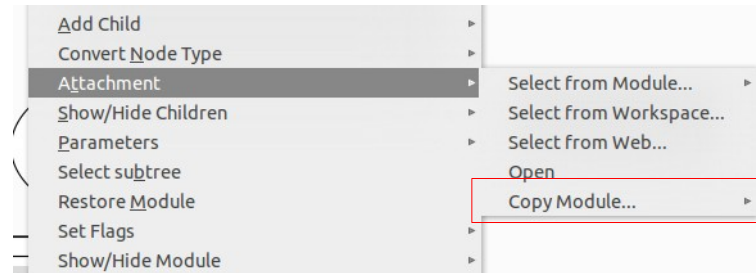 Add Child
Convert Node Type
Attachment
Show/Hide Children
Parameters
Select subtree
Restore Module
Set Flags
Show/Hide Module
Select from Module...
Select from Workspace...
Select from Web...
Open
Copy Module...